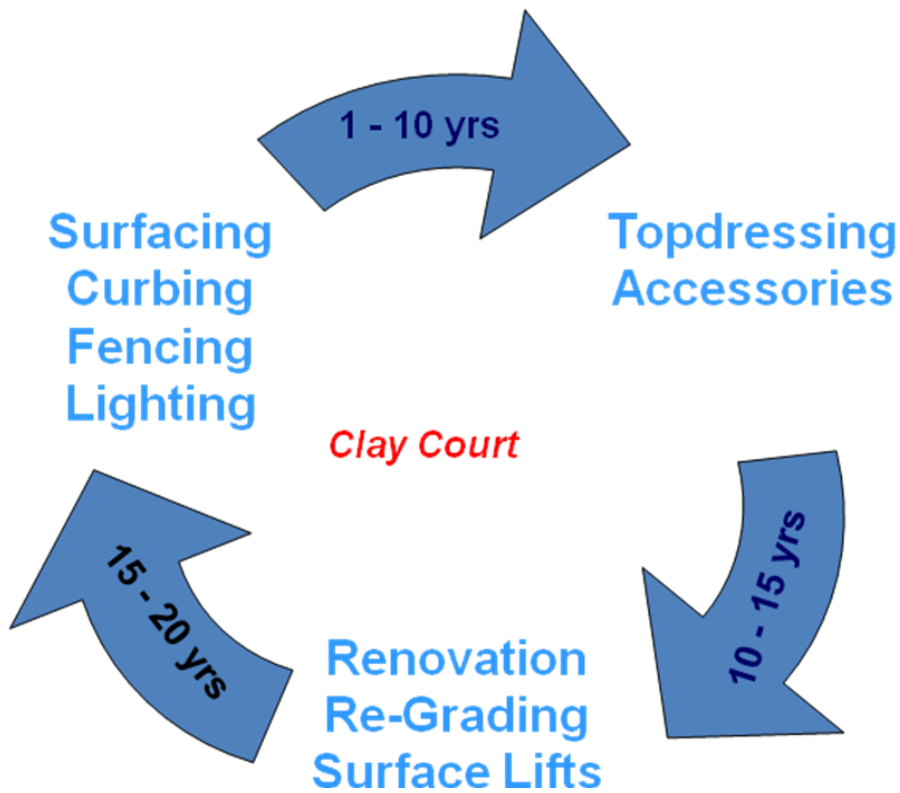 1 - 10 yrs
Surfacing
Curbing
Fencing
Lighting
Topdressing
Accessories
Clay Court
10 - 15 yrs
15 - 20 yrs
Renovation
Re-Grading
Surface Lifts